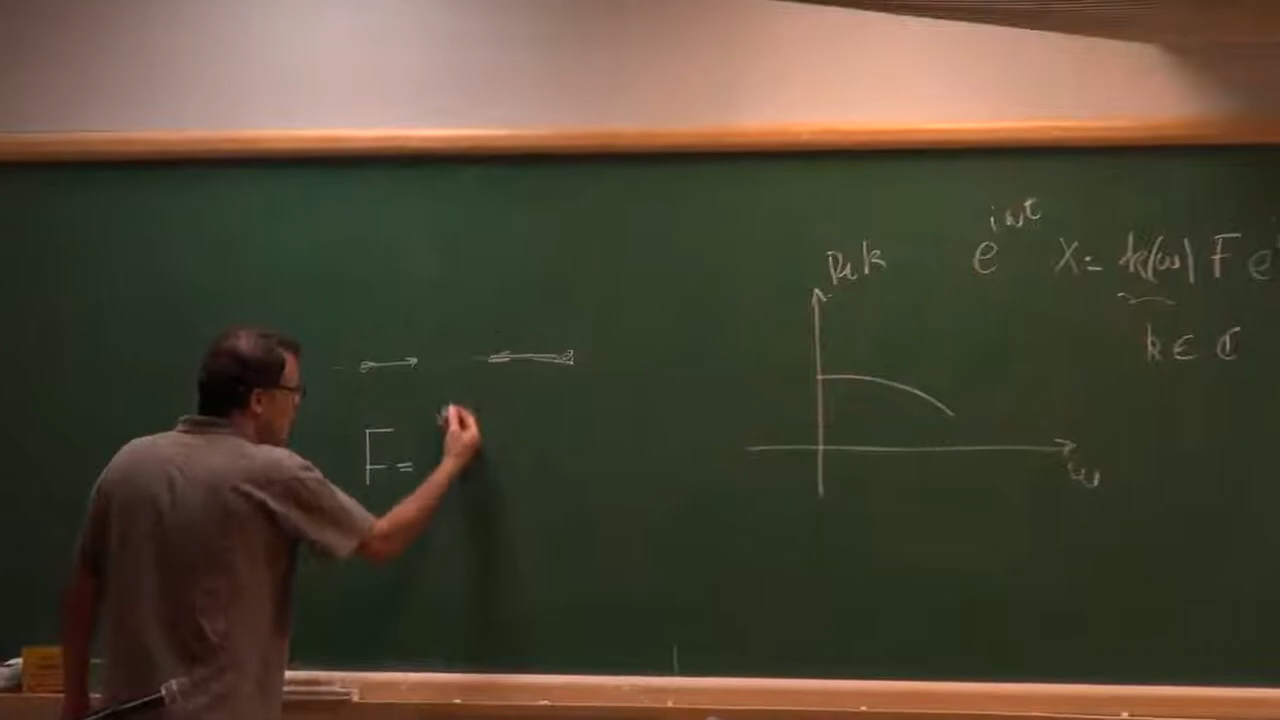 e^{iωt} X = k(ω) F e
Re k
k ∈ ℂ
F =
ω